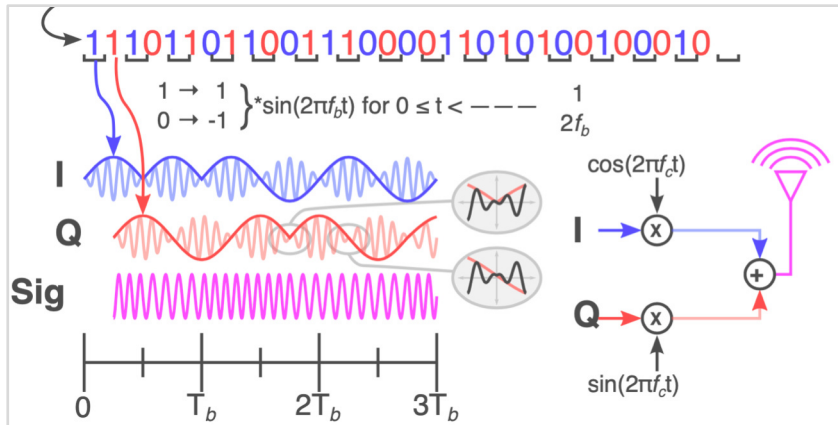 11101101100111000011010100100010
1 → 1
0 → -1
}*sin(2πf_bt) for 0 ≤ t < — — — 1
2f_b
I
Q
Sig
0 T_b 2T_b 3T_b
cos(2πf_ct)
I x
+
Q x
sin(2πf_ct)